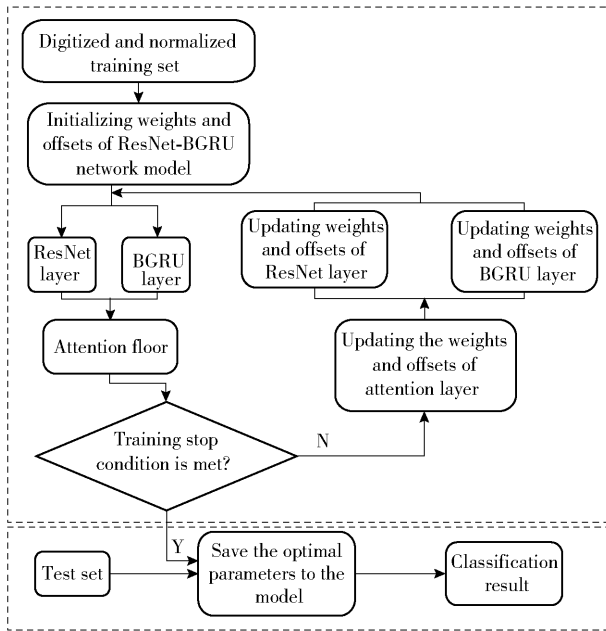 Digitized and normalized
training set
Initializing weights and
offsets of ResNet-BGRU
network model
ResNet
layer
BGRU
layer
Updating weights
and offsets of
ResNet layer
Updating weights
and offsets of
BGRU layer
Attention floor
Updating the weights
and offsets of
attention layer
Training stop
condition is met?
N
Y
Test set
Save the optimal
parameters to the
model
Classification
result